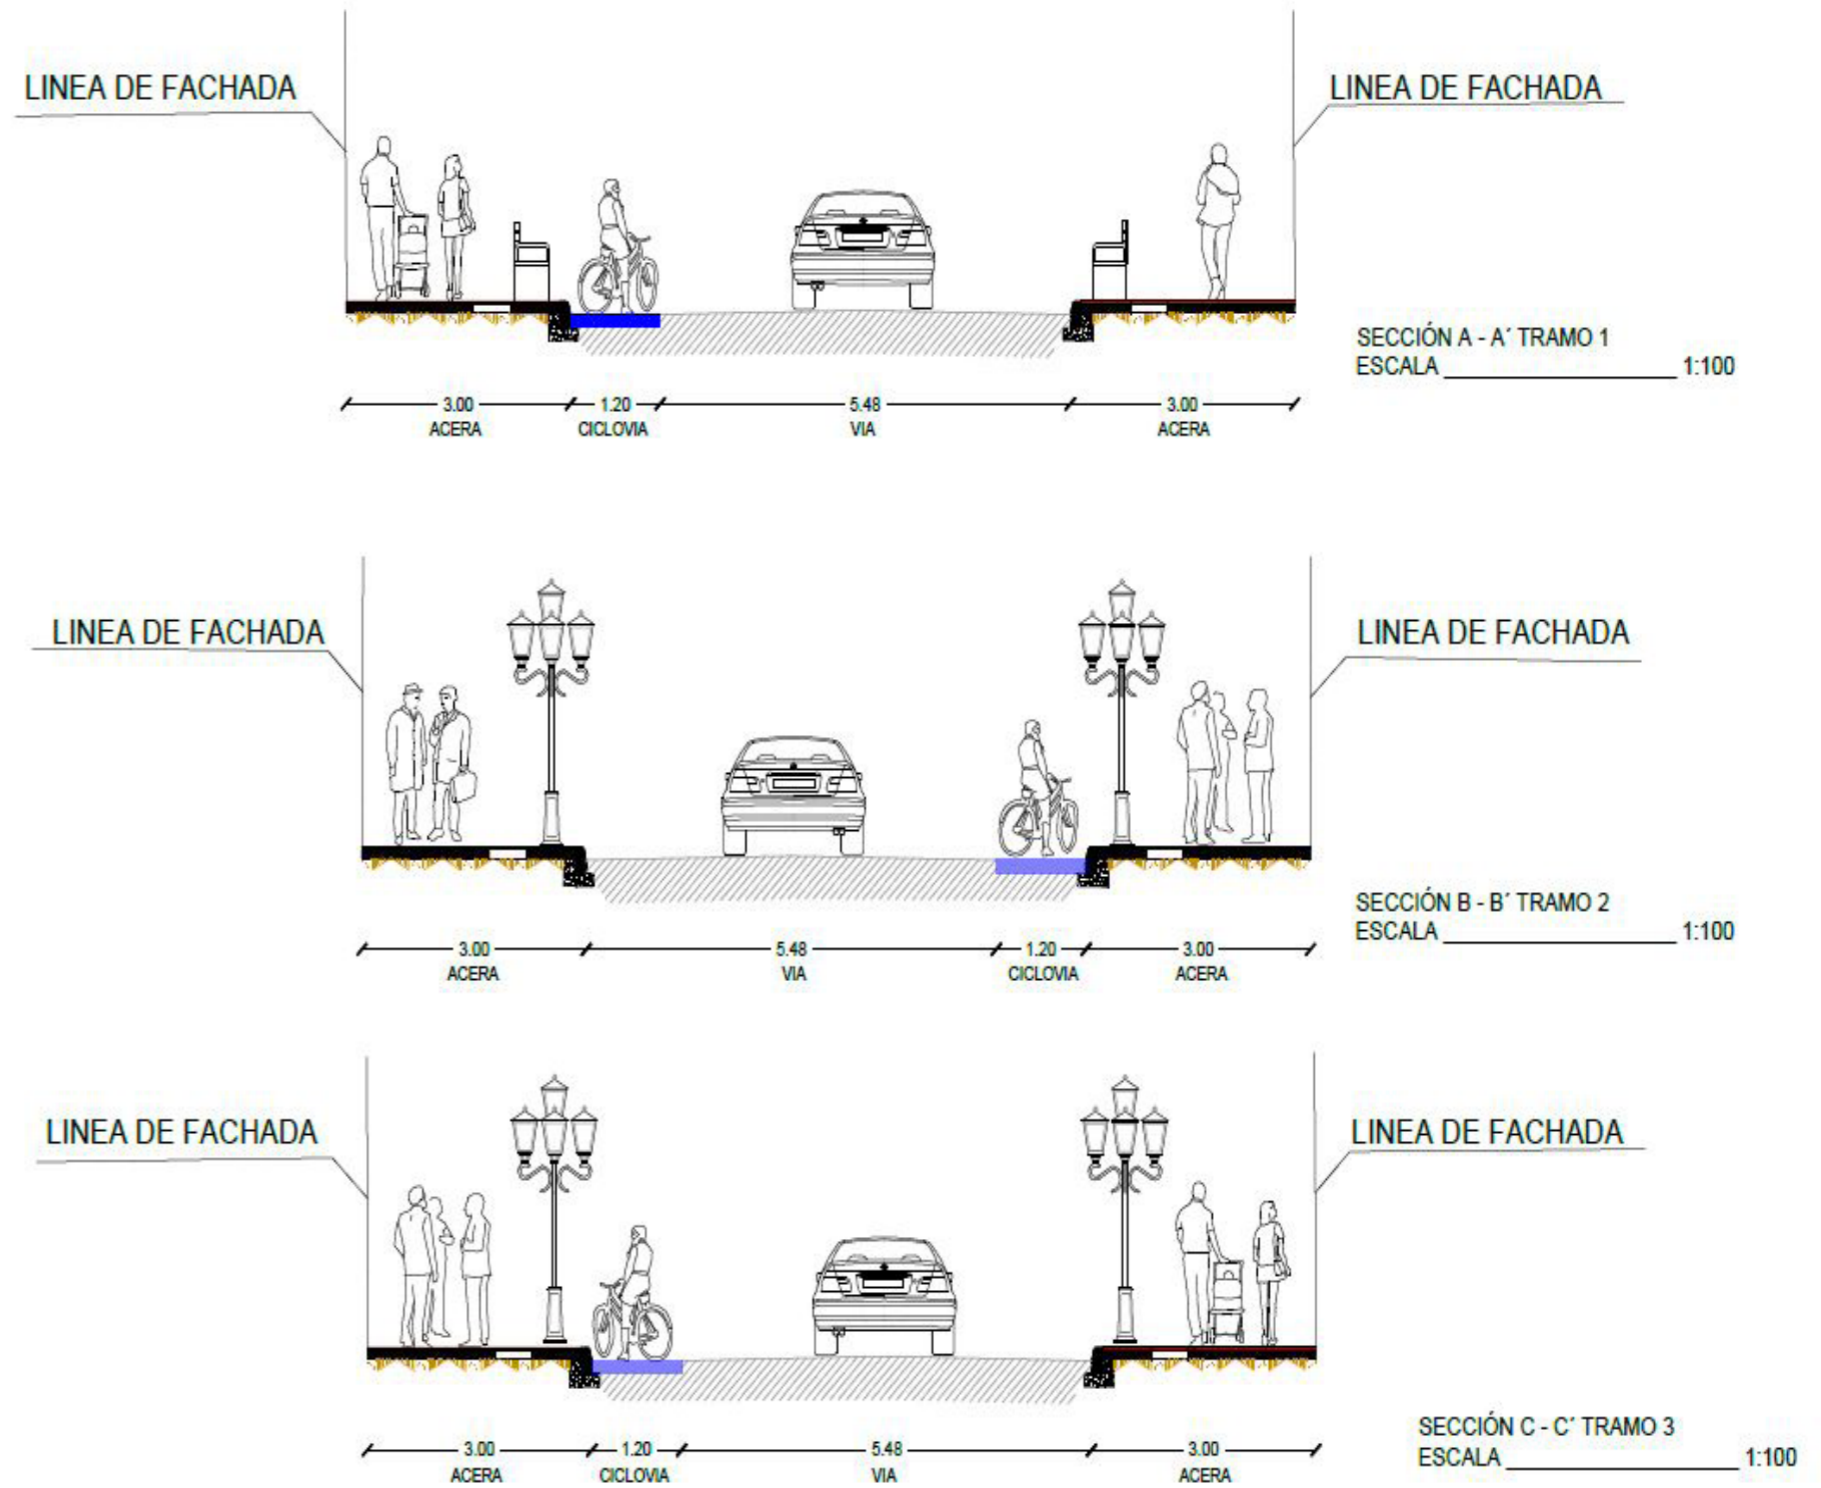 LINEA DE FACHADA
LINEA DE FACHADA
SECCIÓN A - A´ TRAMO 1
ESCALA 1:100
3.00 1.20 5.48 3.00
ACERA CICLOVIA VIA ACERA
LINEA DE FACHADA
LINEA DE FACHADA
SECCIÓN B - B´ TRAMO 2
ESCALA 1:100
3.00 5.48 1.20 3.00
ACERA VIA CICLOVIA ACERA
LINEA DE FACHADA
LINEA DE FACHADA
SECCIÓN C - C´ TRAMO 3
ESCALA 1:100
3.00 1.20 5.48 3.00
ACERA CICLOVIA VIA ACERA